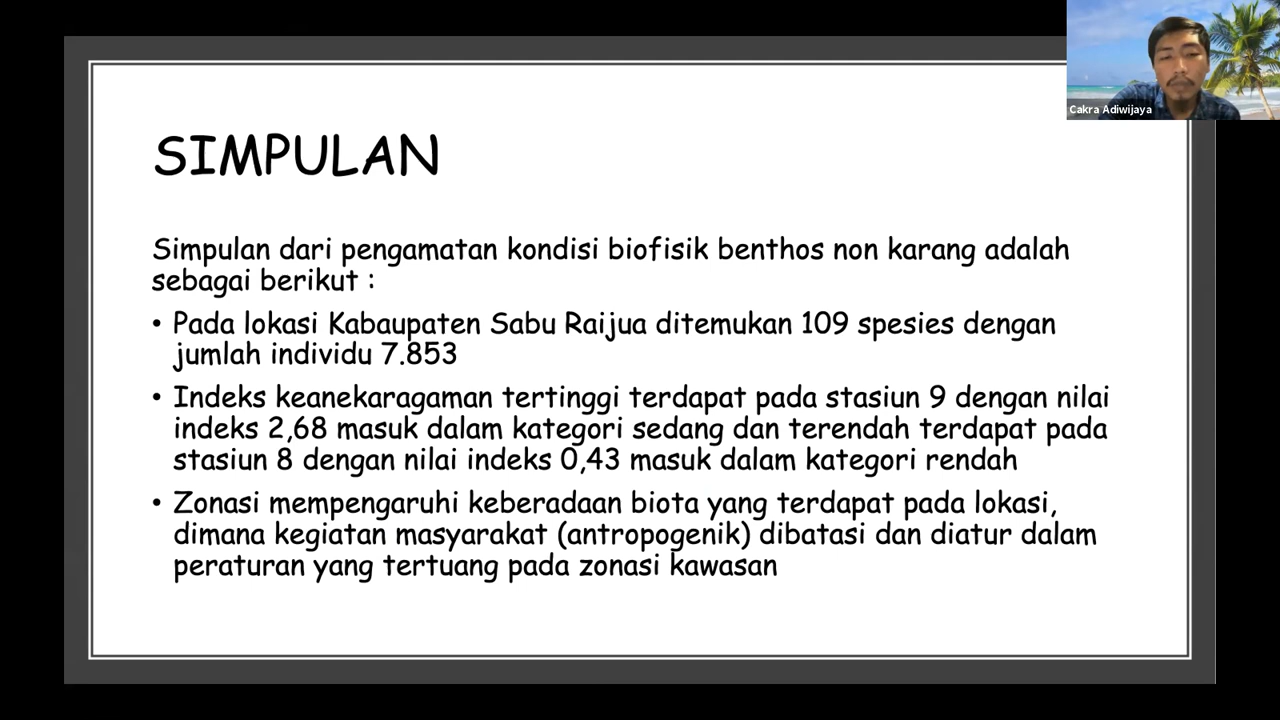 Cakra Adiwijaya
SIMPULAN
Simpulan dari pengamatan kondisi biofisik benthos non karang adalah
sebagai berikut :
• Pada lokasi Kabaupaten Sabu Raijua ditemukan 109 spesies dengan
jumlah individu 7.853
• Indeks keanekaragaman tertinggi terdapat pada stasiun 9 dengan nilai
indeks 2,68 masuk dalam kategori sedang dan terendah terdapat pada
stasiun 8 dengan nilai indeks 0,43 masuk dalam kategori rendah
• Zonasi mempengaruhi keberadaan biota yang terdapat pada lokasi,
dimana kegiatan masyarakat (antropogenik) dibatasi dan diatur dalam
peraturan yang tertuang pada zonasi kawasan